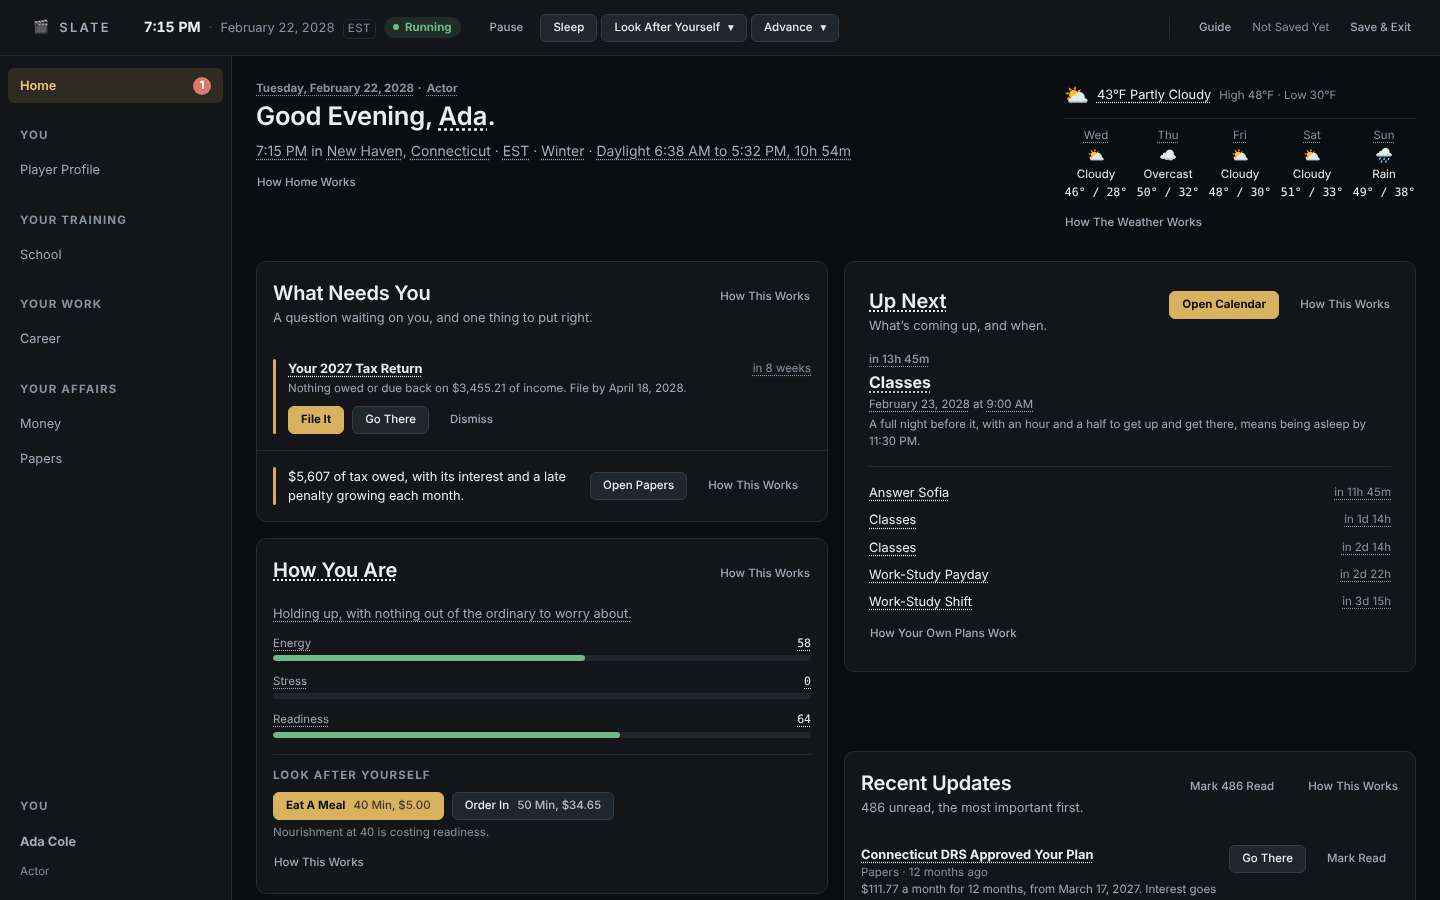 SLATE
7:15 PM · February 22, 2028 EST Running
Pause
Sleep
Look After Yourself ▾
Advance ▾
Guide
Not Saved Yet
Save & Exit
Home
1
YOU
Player Profile
YOUR TRAINING
School
YOUR WORK
Career
YOUR AFFAIRS
Money
Papers
YOU
Ada Cole
Actor
Tuesday, February 22, 2028 · Actor
Good Evening, Ada.
7:15 PM in New Haven, Connecticut · EST · Winter · Daylight 6:38 AM to 5:32 PM, 10h 54m
How Home Works
43°F Partly Cloudy High 48°F · Low 30°F
Wed Thu Fri Sat Sun
Cloudy Overcast Cloudy Cloudy Rain
46° / 28° 50° / 32° 48° / 30° 51° / 33° 49° / 38°
How The Weather Works
What Needs You
How This Works
A question waiting on you, and one thing to put right.
Your 2027 Tax Return
in 8 weeks
Nothing owed or due back on $3,455.21 of income. File by April 18, 2028.
File It
Go There
Dismiss
$5,607 of tax owed, with its interest and a late
penalty growing each month.
Open Papers
How This Works
How You Are
How This Works
Holding up, with nothing out of the ordinary to worry about.
Energy 58
Stress 0
Readiness 64
LOOK AFTER YOURSELF
Eat A Meal 40 Min, $5.00
Order In 50 Min, $34.65
Nourishment at 40 is costing readiness.
How This Works
Up Next
Open Calendar
How This Works
What's coming up, and when.
in 13h 45m
Classes
February 23, 2028 at 9:00 AM
A full night before it, with an hour and a half to get up and get there, means being asleep by
11:30 PM.
Answer Sofia in 11h 45m
Classes in 1d 14h
Classes in 2d 14h
Work-Study Payday in 2d 22h
Work-Study Shift in 3d 15h
How Your Own Plans Work
Recent Updates
Mark 486 Read
How This Works
486 unread, the most important first.
Connecticut DRS Approved Your Plan
Go There
Mark Read
Papers · 12 months ago
$111.77 a month for 12 months, from March 17, 2027. Interest goes